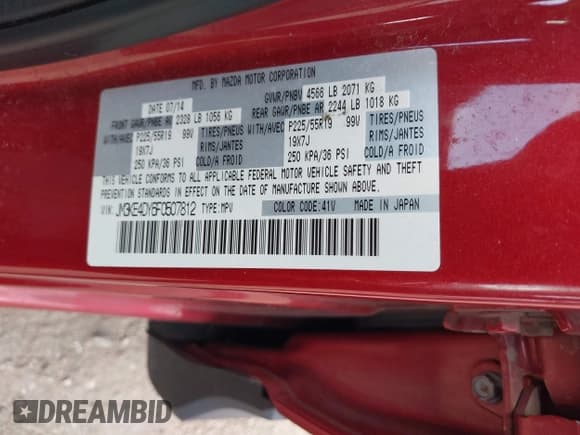 MFD. BY MAZDA MOTOR CORPORATION
DATE 07/14 GVWR/PNBV 4566 LB 2071 KG
FRONT GAWR/PNBE AV 2328 LB 1056 KG REAR GAWR/PNBE AR 2244 LB 1018 KG
WITH/AVEC P225/55R19 99V TIRES/PNEUS WITH/AVEC P225/55R19 99V TIRES/PNEUS
19X7J RIMS/JANTES 19X7J RIMS/JANTES
250 KPA/36 PSI COLD/A FROID 250 KPA/36 PSI COLD/A FROID
THIS VEHICLE CONFORMS TO ALL APPLICABLE FEDERAL MOTOR VEHICLE SAFETY AND THEFT
PREVENTION STANDARDS IN EFFECT ON THE DATE OF MANUFACTURE SHOWN ABOVE.
VIN: JM3KE4DY6F0507812 TYPE: MPV COLOR CODE: 41V MADE IN JAPAN
DREAMBID